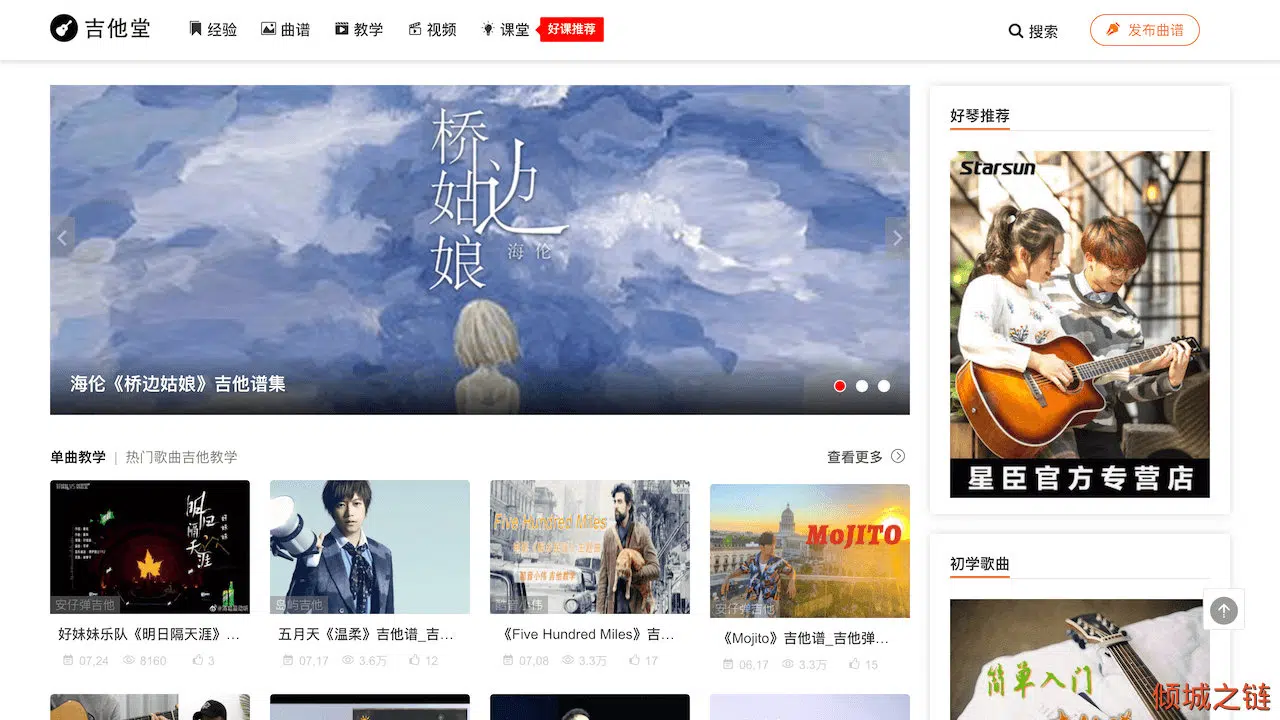 吉他堂
经验
曲谱
教学
视频
课堂
好课推荐
搜索
发布曲谱
桥边姑娘
海伦
海伦《桥边姑娘》吉他谱集
好琴推荐
Starsun
星臣官方专营店
单曲教学 | 热门歌曲吉他教学
查看更多
明日隔天涯
安仔弹吉他
好妹妹乐队《明日隔天涯》...
07,24 8160 3
岛屿吉他
五月天《温柔》吉他谱_吉...
07.17 3.6万 12
Five Hundred Miles
酷音小伟 吉他教学
酷音小伟
《Five Hundred Miles》吉...
07,08 3.3万 17
MOJITO
安仔弹吉他
《Mojito》吉他谱_吉他弹...
06,17 3.3万 15
初学歌曲
简单入门
倾城之链